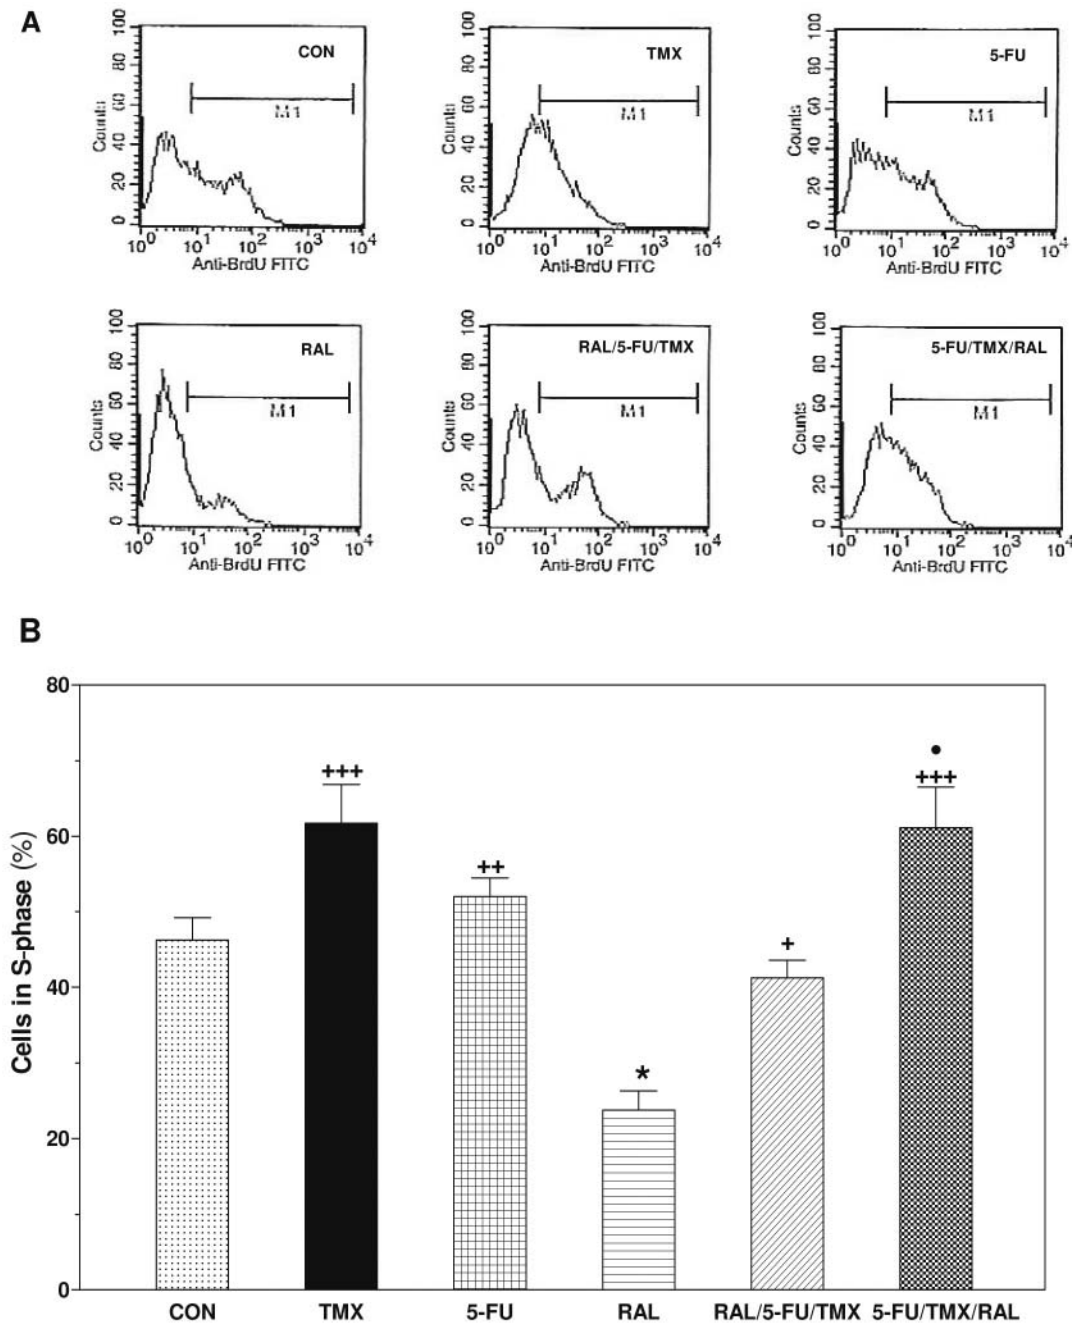 A
CON
M1
Counts
0 20 40 60 80 100
10^0 10^1 10^2 10^3 10^4
Anti-BrdU FITC
TMX
M1
Counts
0 20 40 60 80 100
10^0 10^1 10^2 10^3 10^4
Anti-BrdU FITC
5-FU
M1
Counts
0 20 40 60 80 100
10^0 10^1 10^2 10^3 10^4
Anti-BrdU FITC
RAL
M1
Counts
0 20 40 60 80 100
10^0 10^1 10^2 10^3 10^4
Anti-BrdU FITC
RAL/5-FU/TMX
M1
Counts
0 20 40 60 80 100
10^0 10^1 10^2 10^3 10^4
Anti-BrdU FITC
5-FU/TMX/RAL
M1
Counts
0 20 40 60 80 100
10^0 10^1 10^2 10^3 10^4
Anti-BrdU FITC
B
Cells in S-phase (%)
80
60
40
20
0
+++
++
*
+
•
+++
CON TMX 5-FU RAL RAL/5-FU/TMX 5-FU/TMX/RAL